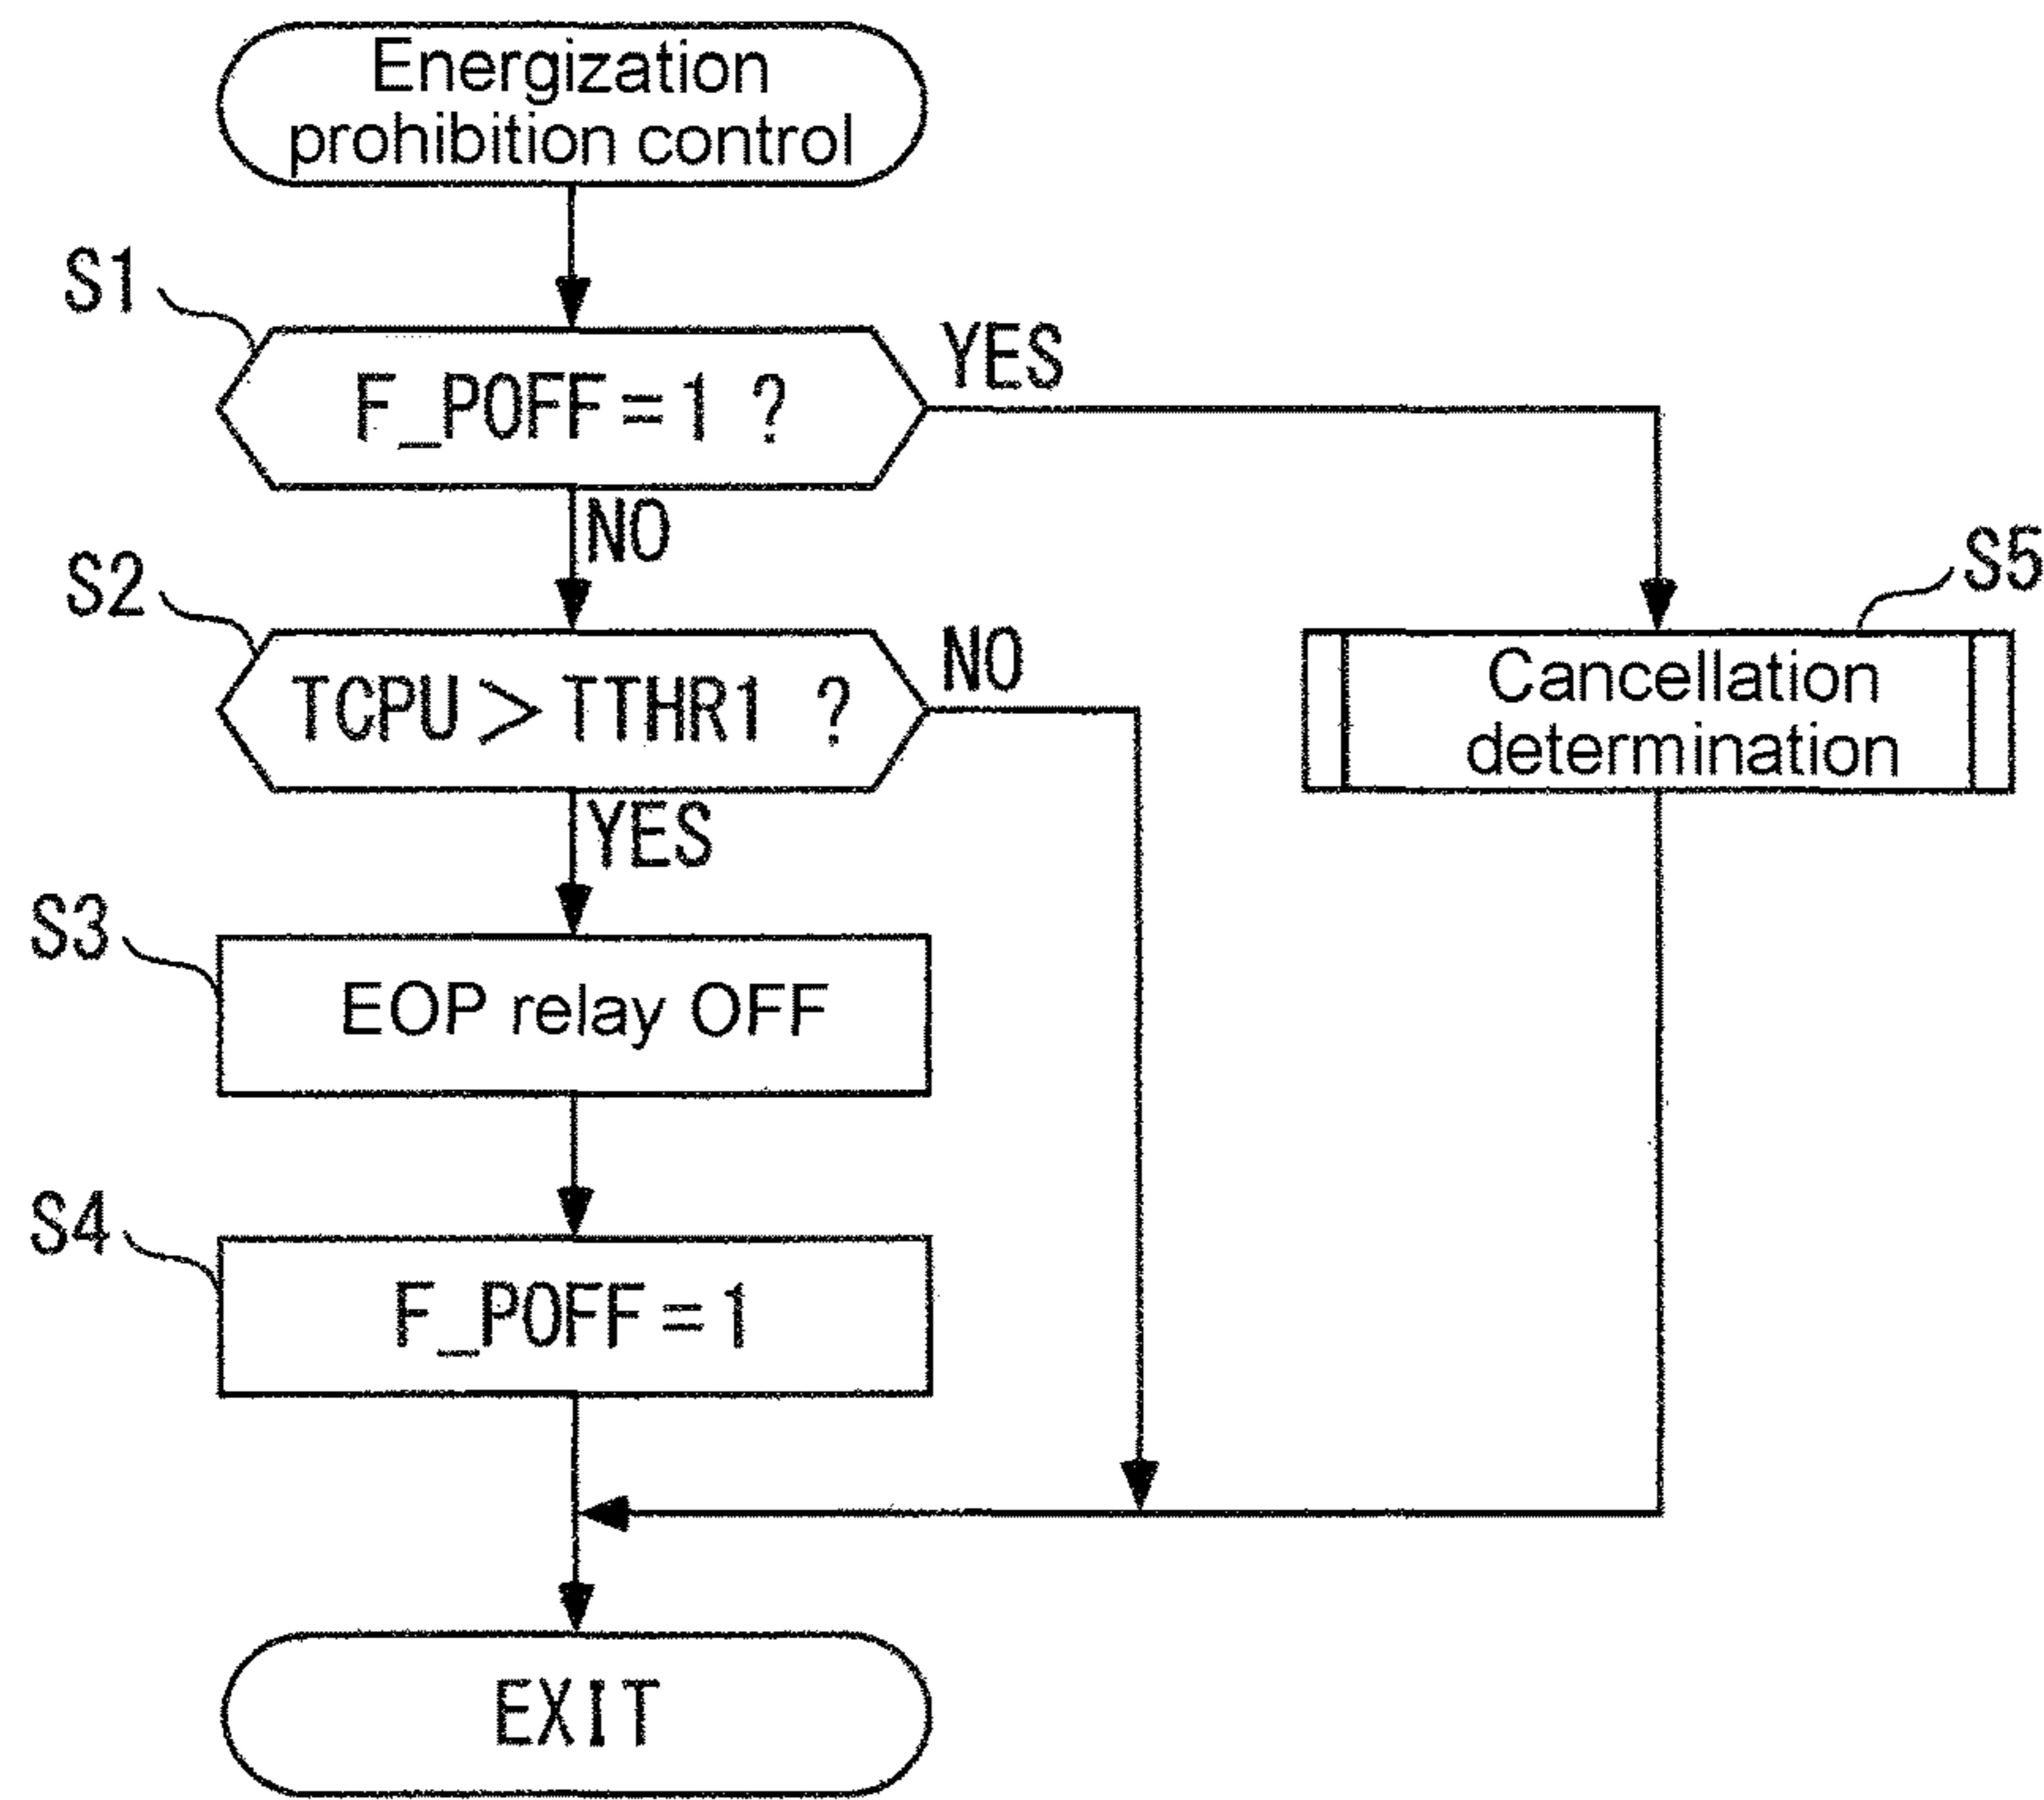 Energization
prohibition control
S1
F_POFF=1 ?
YES
NO
S2
TCPU>TTHR1 ?
NO
YES
S5
Cancellation
determination
S3
EOP relay OFF
S4
F_POFF=1
EXIT